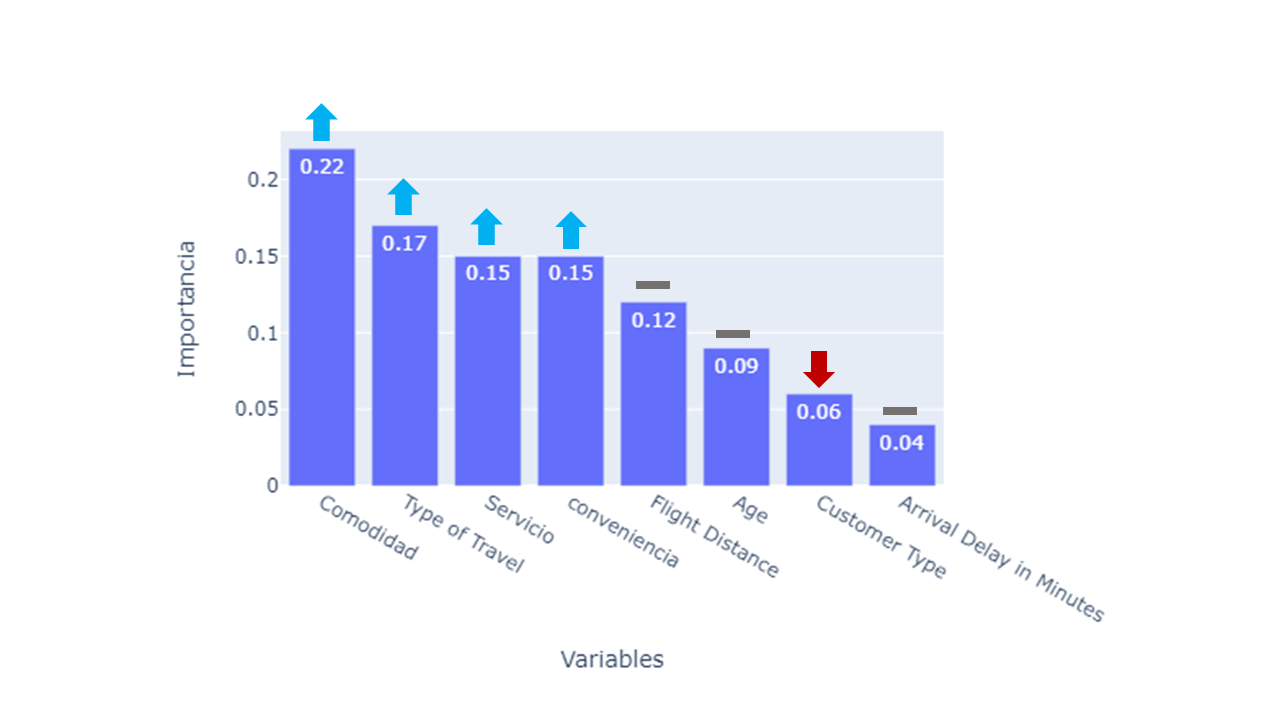 0.22
0.2
0.17
0.15
0.15
0.15
0.12
0.1
0.09
0.06
0.05
0.04
0
Importancia
Comodidad
Type of Travel
Servicio
conveniencia
Flight Distance
Age
Customer Type
Arrival Delay in Minutes
Variables